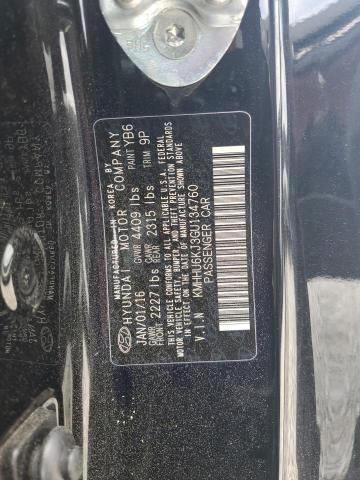 MANUFACTURED IN KOREA BY
HYUNDAI MOTOR COMPANY
JAN/01/16 GVWR 4409 lbs PAINT YB6
GAWR FRONT: 2227 lbs GAWR REAR 2315 lbs TRIM 9P
THIS VEHICLE CONFORMS TO ALL APPLICABLE U.S. FEDERAL
MOTOR VEHICLE SAFETY, BUMPER, AND THEFT PREVENTION
STANDARDS IN EFFECT ON THE DATE OF MANUFACTURE
SHOWN ABOVE.
V.I.N
PASSENGER CAR